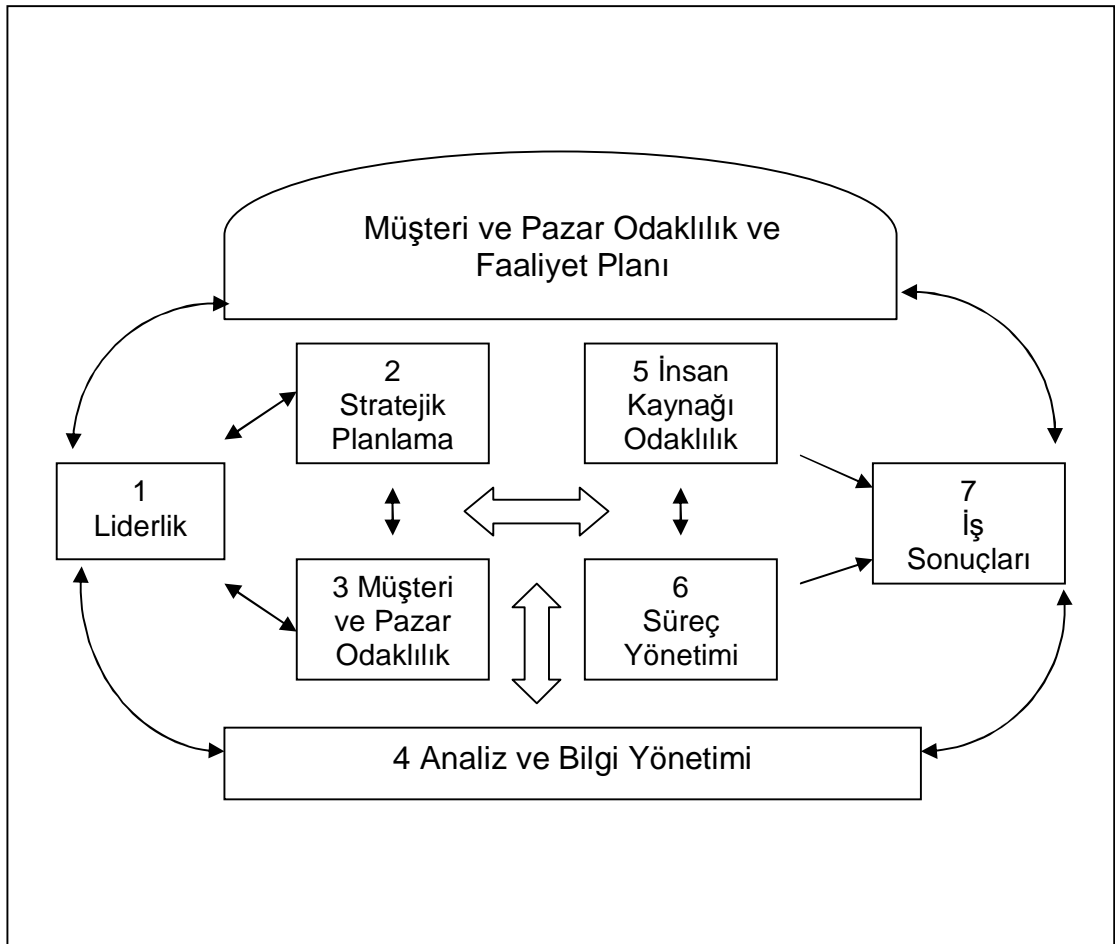 Müşteri ve Pazar Odaklılık ve
Faaliyet Planı
2
Stratejik
Planlama
5 İnsan
Kaynağı
Odaklılık
1
Liderlik
7
İş
Sonuçları
3 Müşteri
ve Pazar
Odaklılık
6
Süreç
Yönetimi
4 Analiz ve Bilgi Yönetimi